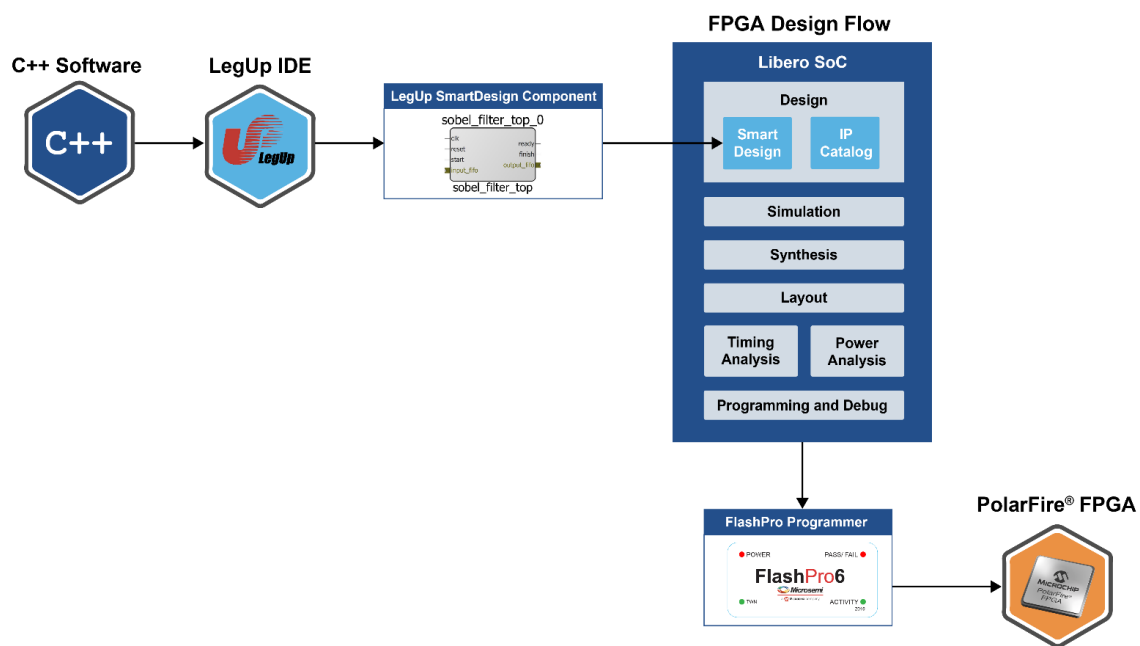 FPGA Design Flow
C++ Software
LegUp IDE
C++
LegUp
LegUp SmartDesign Component
sobel_filter_top_0
clk
reset
start
input_fifo
ready
finish
output_fifo
sobel_filter_top
Libero SoC
Design
Smart
Design
IP
Catalog
Simulation
Synthesis
Layout
Timing
Analysis
Power
Analysis
Programming and Debug
FlashPro Programmer
POWER
PASS/ FAIL
FlashPro6
Microsemi
ACTIVITY
2010
PolarFire® FPGA
MICROCHIP
PolarFire®
FPGA